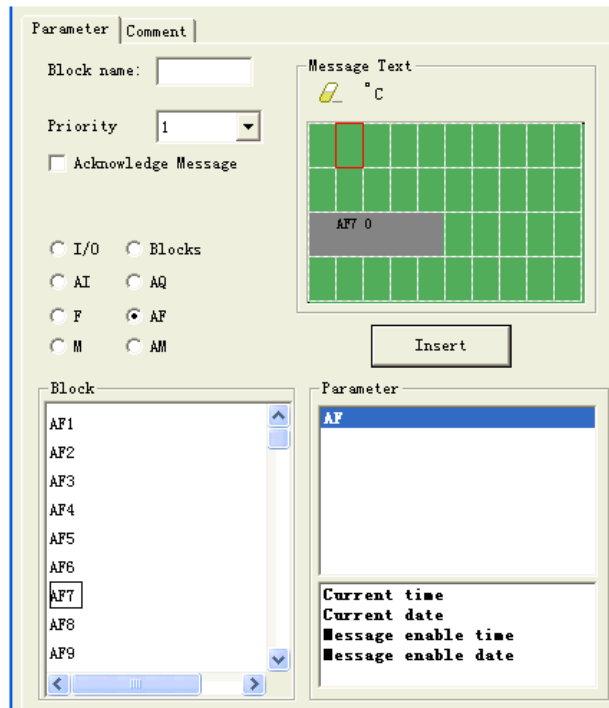 Parameter Comment
Block name:
Message Text
°C
Priority 1
Acknowledge Message
AF7 0
I/O Blocks
AI AQ
F AF
M AM
Insert
Block
AF1
AF2
AF3
AF4
AF5
AF6
AF7
AF8
AF9
Parameter
AF
Current time
Current date
Message enable time
Message enable date